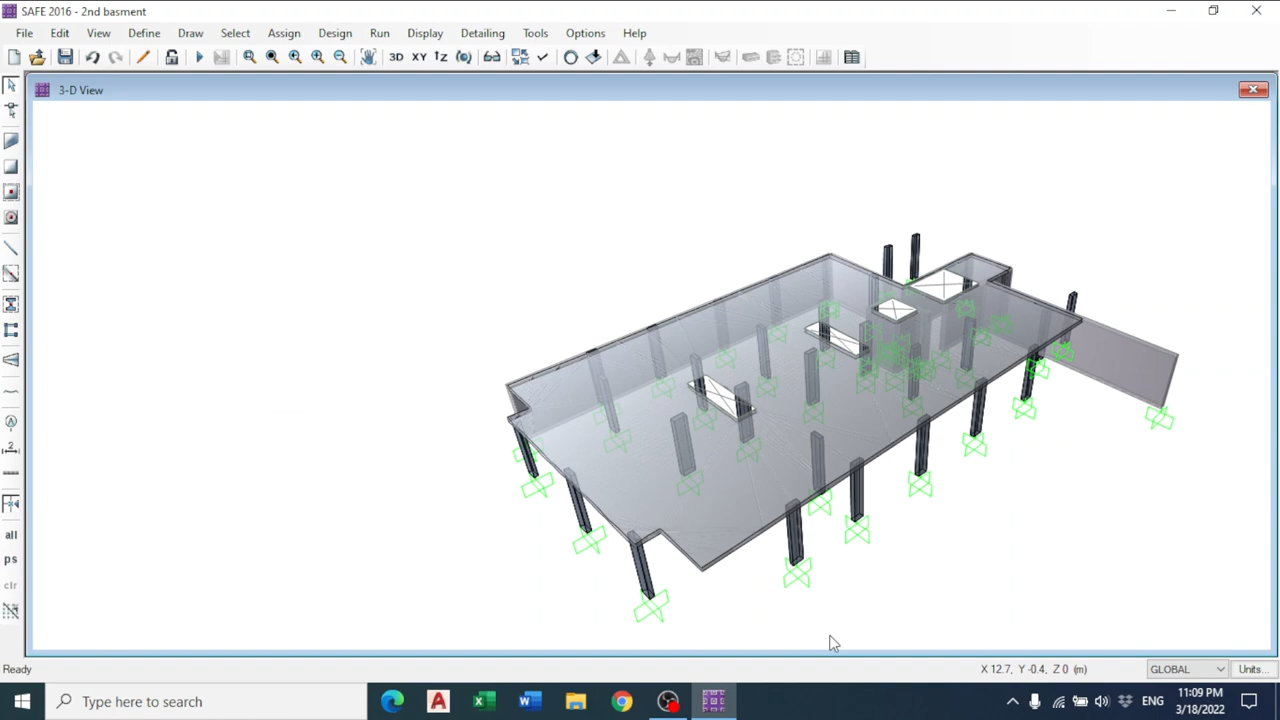 SAFE 2016 - 2nd basment
File Edit View Define Draw Select Assign Design Run Display Detailing Tools Options Help
3D XY
3-D View
all
ps
clr
Ready
X 12.7, Y -0.4, Z 0 (m)
GLOBAL
Units...
Type here to search
ENG
11:09 PM
3/18/2022